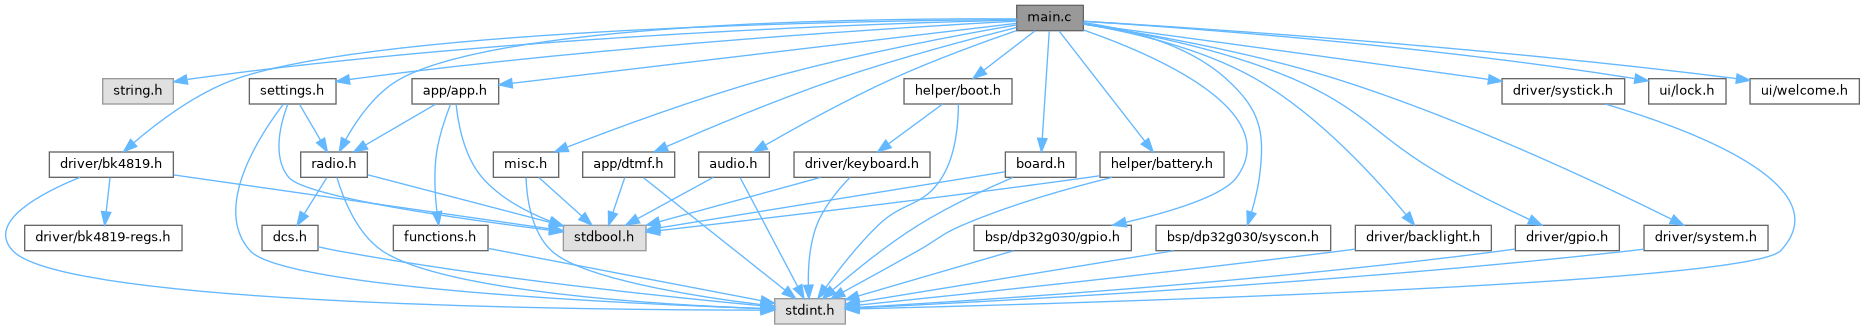 main.c
string.h
settings.h
app/app.h
helper/boot.h
driver/systick.h
ui/lock.h
ui/welcome.h
driver/bk4819.h
radio.h
misc.h
app/dtmf.h
audio.h
driver/keyboard.h
board.h
helper/battery.h
driver/bk4819-regs.h
dcs.h
functions.h
stdbool.h
bsp/dp32g030/gpio.h
bsp/dp32g030/syscon.h
driver/backlight.h
driver/gpio.h
driver/system.h
stdint.h